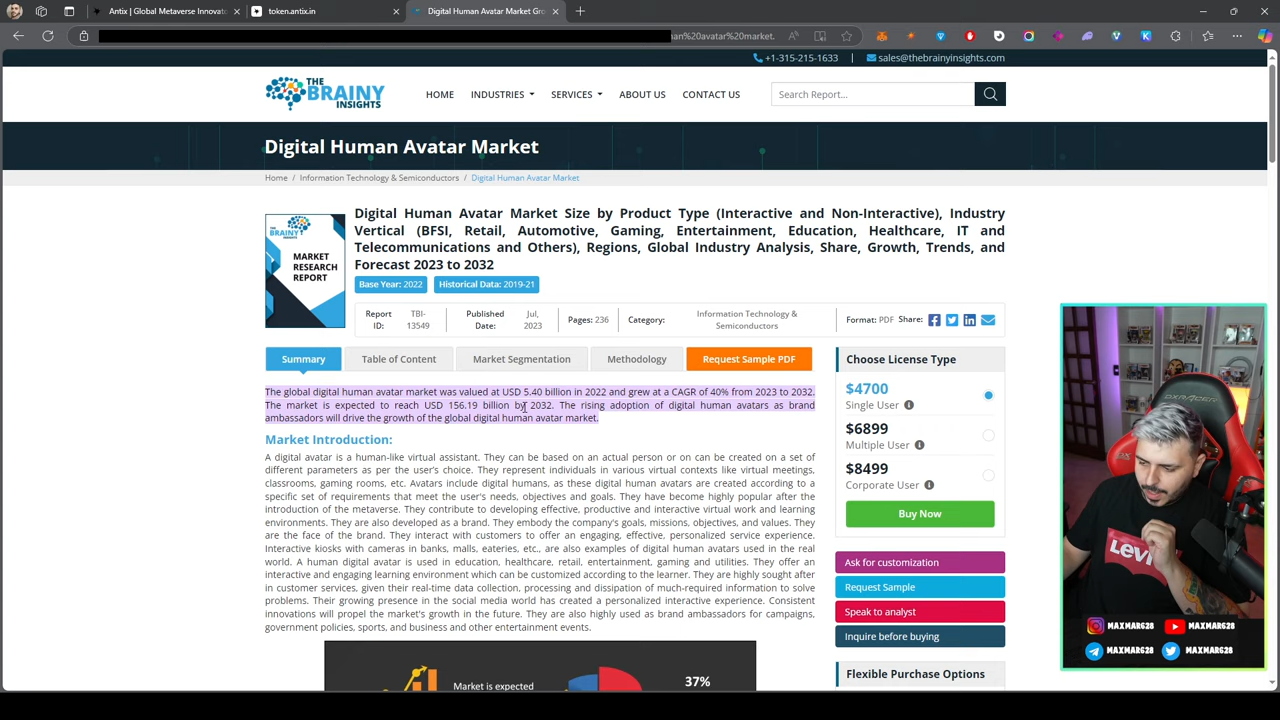 Antix | Global Metaverse Innovat
token.antix.in
Digital Human Avatar Market Gro
an%20avatar%20market.
+1-315-215-1633
sales@thebrainyinsights.com
THE
BRAINY
INSIGHTS
HOME
INDUSTRIES
SERVICES
ABOUT US
CONTACT US
Search Report...
Digital Human Avatar Market
Home / Information Technology & Semiconductors / Digital Human Avatar Market
THE
BRAINY
INSIGHTS
MARKET
RESEARCH
REPORT
Digital Human Avatar Market Size by Product Type (Interactive and Non-Interactive), Industry
Vertical (BFSI, Retail, Automotive, Gaming, Entertainment, Education, Healthcare, IT and
Telecommunications and Others), Regions, Global Industry Analysis, Share, Growth, Trends, and
Forecast 2023 to 2032
Base Year: 2022
Historical Data: 2019-21
Report
ID:
TBI-
13549
Published
Date:
Jul,
2023
Pages: 236
Category:
Information Technology &
Semiconductors
Format: PDF
Share:
Summary
Table of Content
Market Segmentation
Methodology
Request Sample PDF
The global digital human avatar market was valued at USD 5.40 billion in 2022 and grew at a CAGR of 40% from 2023 to 2032.
The market is expected to reach USD 156.19 billion by 2032. The rising adoption of digital human avatars as brand
ambassadors will drive the growth of the global digital human avatar market.
Market Introduction:
A digital avatar is a human-like virtual assistant. They can be based on an actual person or on can be created on a set of
different parameters as per the user's choice. They represent individuals in various virtual contexts like virtual meetings,
classrooms, gaming rooms, etc. Avatars include digital humans, as these digital human avatars are created according to a
specific set of requirements that meet the user's needs, objectives and goals. They have become highly popular after the
introduction of the metaverse. They contribute to developing effective, productive and interactive virtual work and learning
environments. They are also developed as a brand. They embody the company's goals, missions, objectives, and values. They
are the face of the brand. They interact with customers to offer an engaging, effective, personalized service experience.
Interactive kiosks with cameras in banks, malls, eateries, etc., are also examples of digital human avatars used in the real
world. A human digital avatar is used in education, healthcare, retail, entertainment, gaming and utilities. They offer an
interactive and engaging learning environment which can be customized according to the learner. They are highly sought after
in customer services, given their real-time data collection, processing and dissipation of much-required information to solve
problems. Their growing presence in the social media world has created a personalized interactive experience. Consistent
innovations will propel the market's growth in the future. They are also highly used as brand ambassadors for campaigns,
government policies, sports, and business and other entertainment events.
Market is expected
37%
Choose License Type
$4700
Single User
$6899
Multiple User
$8499
Corporate User
Buy Now
Ask for customization
Request Sample
Speak to analyst
Inquire before buying
Flexible Purchase Options
LEVI
MAXMAR628
MAXMAR628
MAXMAR628
MAXMAR628